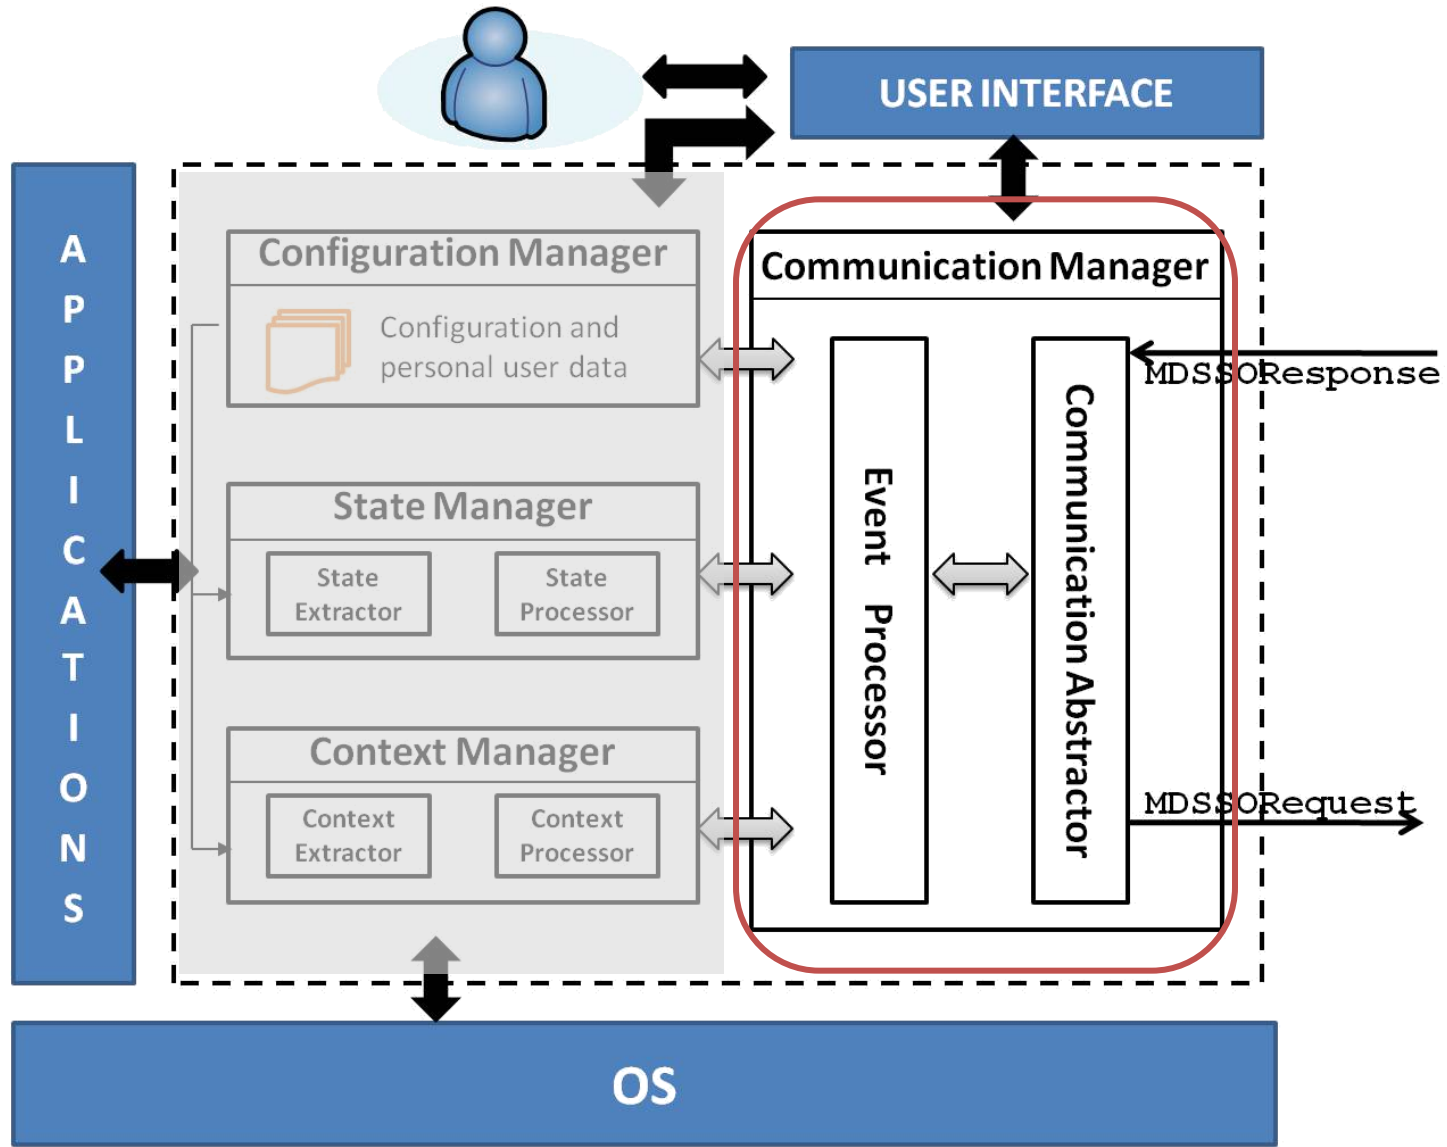 USER INTERFACE
APPLICATIONS
Configuration Manager
Configuration and
personal user data
State Manager
State
Extractor
State
Processor
Context Manager
Context
Extractor
Context
Processor
Communication Manager
Event Processor
Communication Abstractor
MDSSOResponse
MDSSORequest
OS